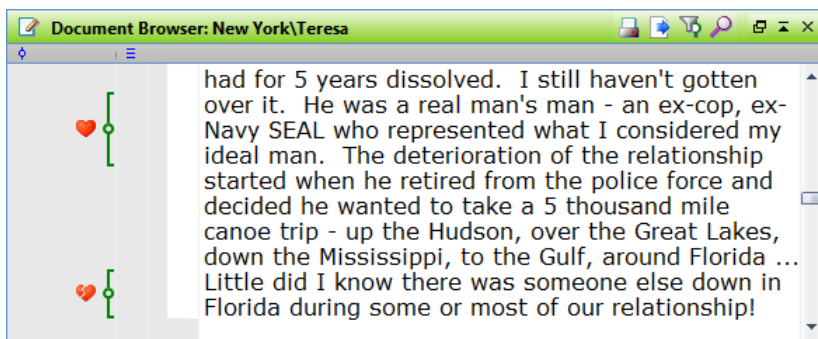 Document Browser: New York\Teresa
had for 5 years dissolved.  I still haven't gotten
over it.  He was a real man's man - an ex-cop, ex-
Navy SEAL who represented what I considered my
ideal man.  The deterioration of the relationship
started when he retired from the police force and
decided he wanted to take a 5 thousand mile
canoe trip - up the Hudson, over the Great Lakes,
down the Mississippi, to the Gulf, around Florida ...
Little did I know there was someone else down in
Florida during some or most of our relationship!